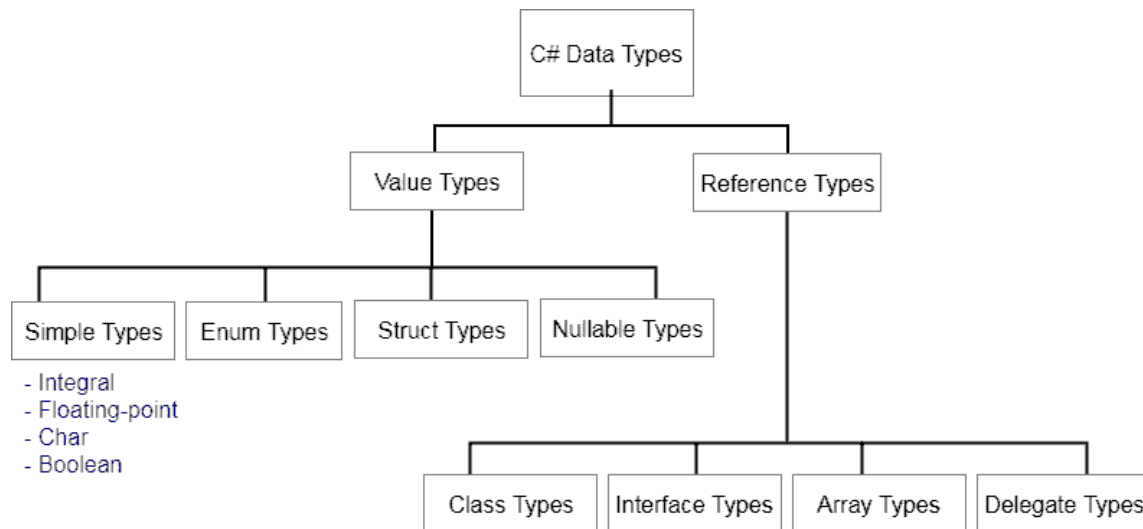 C# Data Types
Value Types
Reference Types
Simple Types
Enum Types
Struct Types
Nullable Types
- Integral
- Floating-point
- Char
- Boolean
Class Types
Interface Types
Array Types
Delegate Types